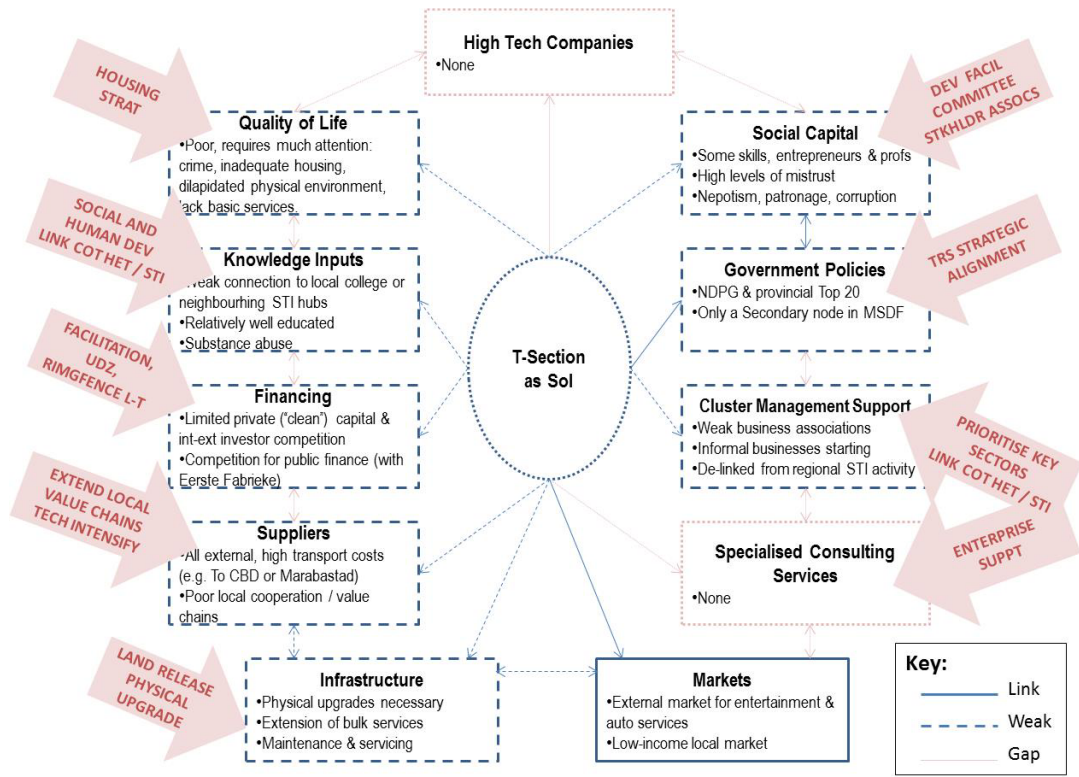 High Tech Companies
•None
HOUSING
STRAT
DEV FACIL
COMMITTEE
STKHLDR ASSOCS
Quality of Life
•Poor, requires much attention:
crime, inadequate housing,
dilapidated physical environment,
lack basic services.
Social Capital
•Some skills, entrepreneurs & profs
•High levels of mistrust
•Nepotism, patronage, corruption
SOCIAL AND
HUMAN DEV
LINK COT HET / STI
Knowledge Inputs
•Weak connection to local college or
neighbourhing STI hubs
•Relatively well educated
•Substance abuse
Government Policies
•NDPG & provincial Top 20
•Only a Secondary node in MSDF
TRS STRATEGIC
ALIGNMENT
T-Section
as SoI
FACILITATION,
UDZ,
RIMGFENCE L-T
Financing
•Limited private (“clean”) capital &
int-ext investor competition
•Competition for public finance (with
Eerste Fabrieke)
Cluster Management Support
•Weak business associations
•Informal businesses starting
•De-linked from regional STI activity
PRIORITISE KEY
SECTORS
LINK COT HET / STI
EXTEND LOCAL
VALUE CHAINS
TECH INTENSIFY
Suppliers
•All external, high transport costs
(e.g. To CBD or Marabastad)
•Poor local cooperation / value
chains
Specialised Consulting
Services
•None
ENTERPRISE
SUPPT
LAND RELEASE
PHYSICAL
UPGRADE
Infrastructure
•Physical upgrades necessary
•Extension of bulk services
•Maintenance & servicing
Markets
•External market for entertainment &
auto services
•Low-income local market
Key:
Link
Weak
Gap